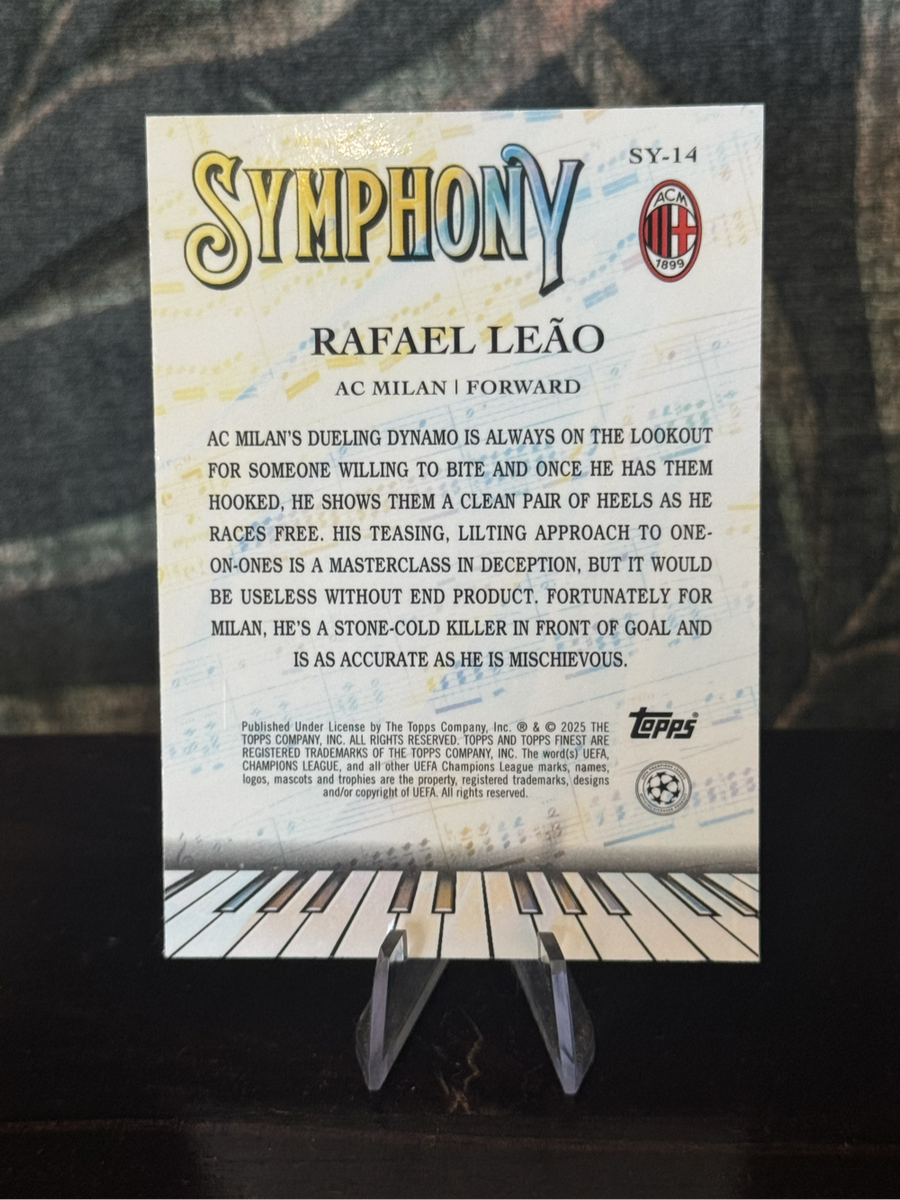 SYMPHONY
SY-14
ACM
1899
RAFAEL LEÃO
AC MILAN | FORWARD
AC MILAN'S DUELING DYNAMO IS ALWAYS ON THE LOOKOUT
FOR SOMEONE WILLING TO BITE AND ONCE HE HAS THEM
HOOKED, HE SHOWS THEM A CLEAN PAIR OF HEELS AS HE
RACES FREE. HIS TEASING, LILTING APPROACH TO ONE-
ON-ONES IS A MASTERCLASS IN DECEPTION, BUT IT WOULD
BE USELESS WITHOUT END PRODUCT. FORTUNATELY FOR
MILAN, HE'S A STONE-COLD KILLER IN FRONT OF GOAL AND
IS AS ACCURATE AS HE IS MISCHIEVOUS.
Published Under License by The Topps Company, Inc. ® & © 2025 THE
TOPPS COMPANY, INC. ALL RIGHTS RESERVED. TOPPS AND TOPPS FINEST ARE
REGISTERED TRADEMARKS OF THE TOPPS COMPANY, INC. The word(s) UEFA,
CHAMPIONS LEAGUE, and all other UEFA Champions League marks, names,
logos, mascots and trophies are the property, registered trademarks, designs
and/or copyright of UEFA. All rights reserved.
topps®